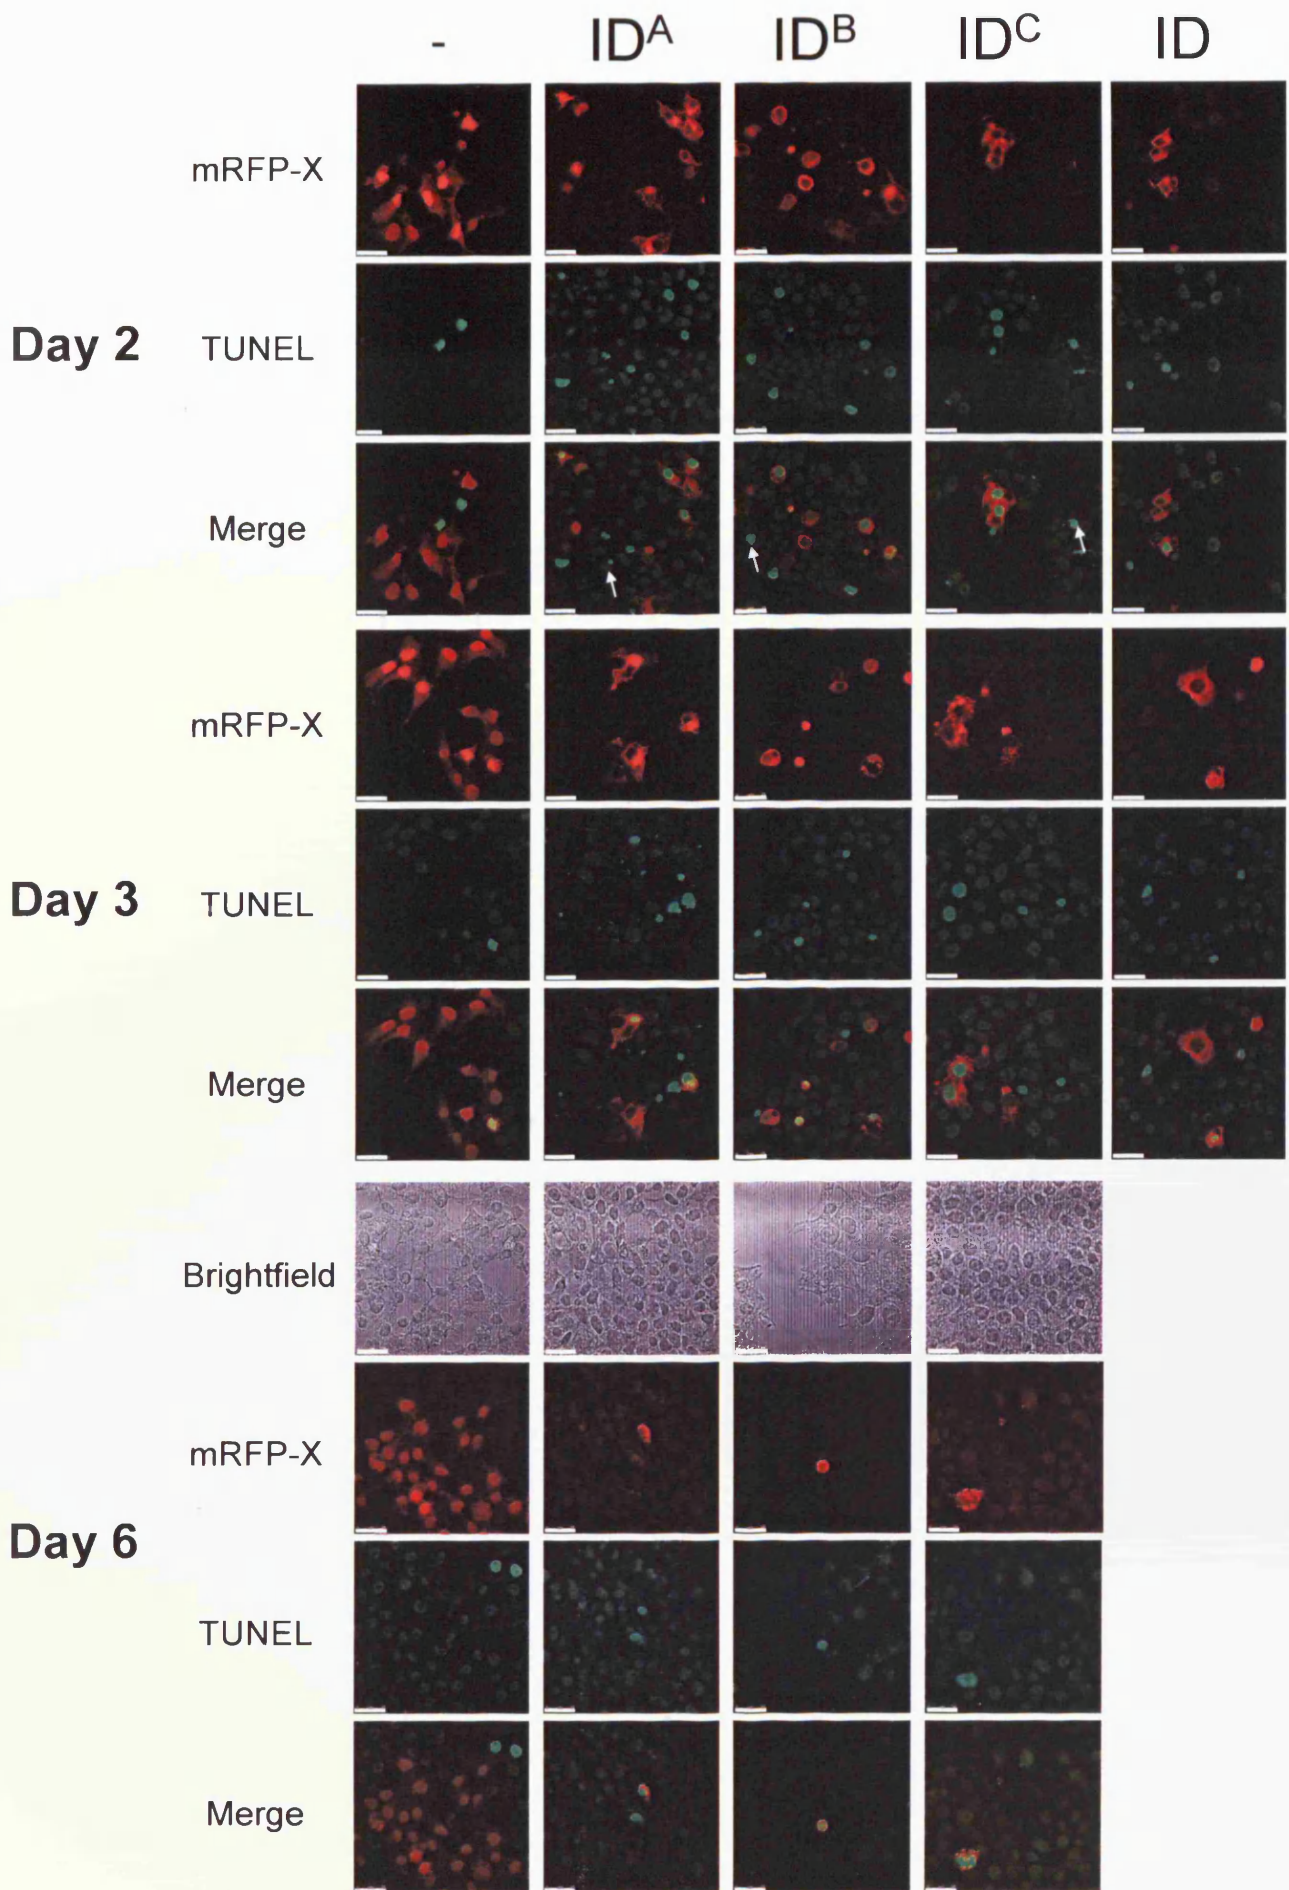 - ID^A ID^B ID^C ID
mRFP-X
Day 2 TUNEL
Merge
mRFP-X
Day 3 TUNEL
Merge
Brightfield
mRFP-X
Day 6
TUNEL
Merge